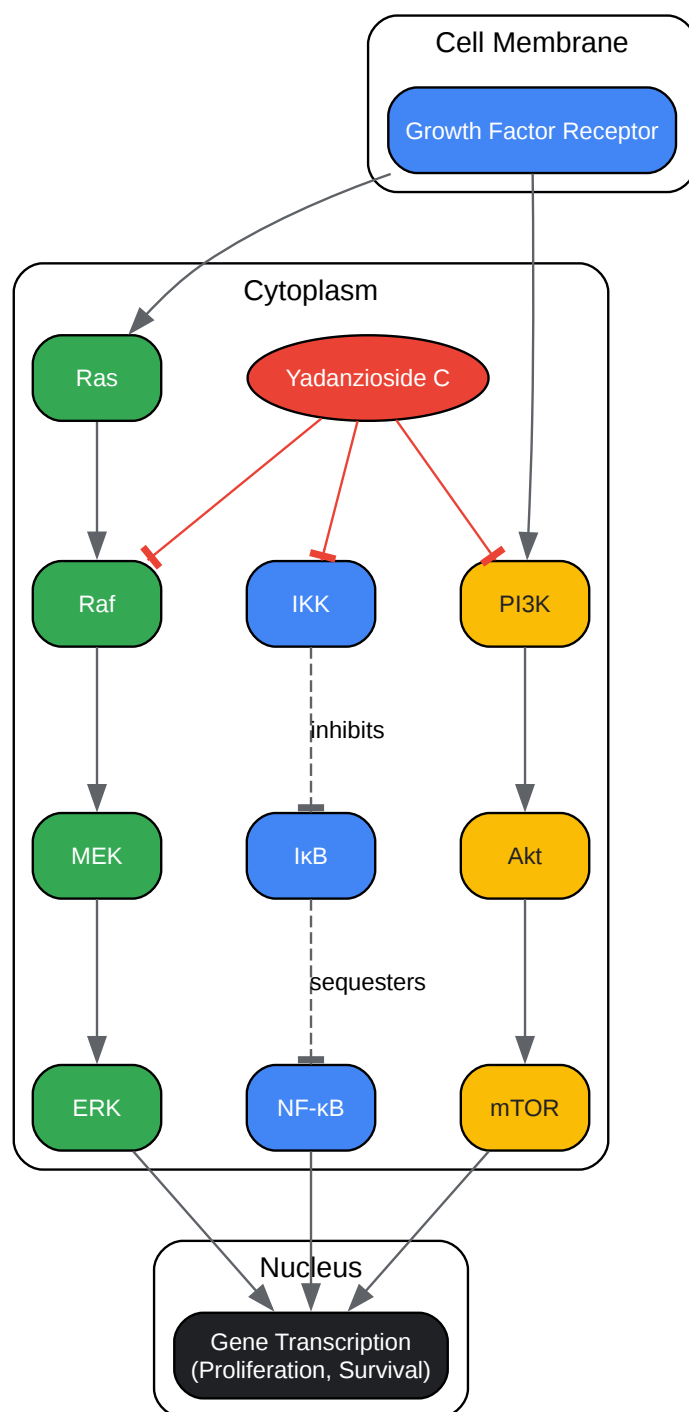 Cell Membrane
Growth Factor Receptor
Cytoplasm
Ras
Yadanzioside C
Raf
IKK
PI3K
inhibits
MEK
IκB
Akt
sequesters
ERK
NF-κB
mTOR
Nucleus
Gene Transcription
(Proliferation, Survival)